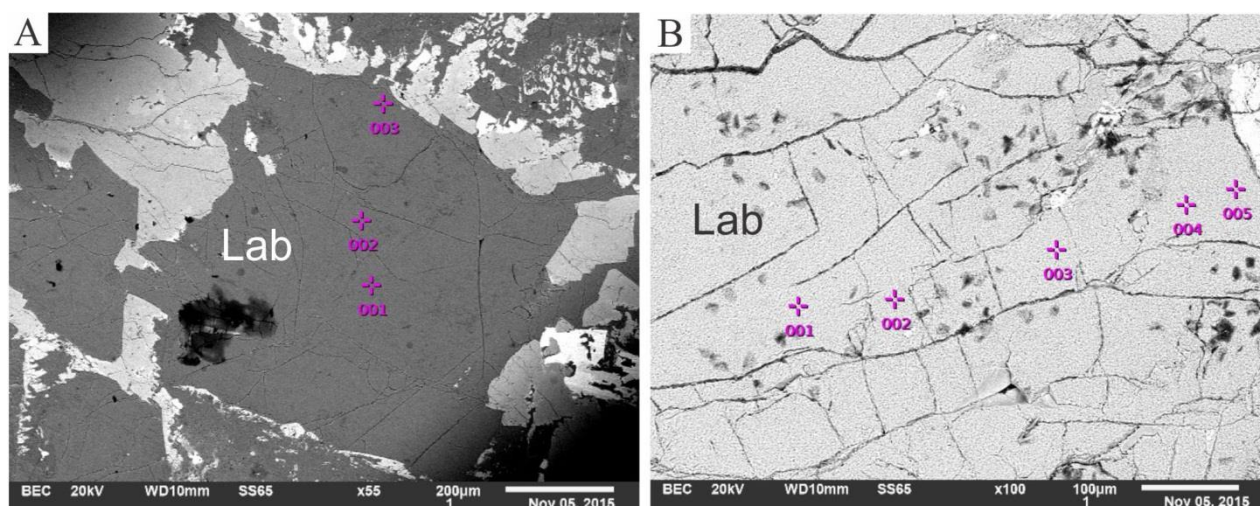 A
003
Lab
002
001
BEC 20kV WD10mm SS65 x55 200µm
1 Nov 05, 2015
B
Lab
005
004
003
001
002
BEC 20kV WD10mm SS65 x100 100µm
1 Nov 05, 2015